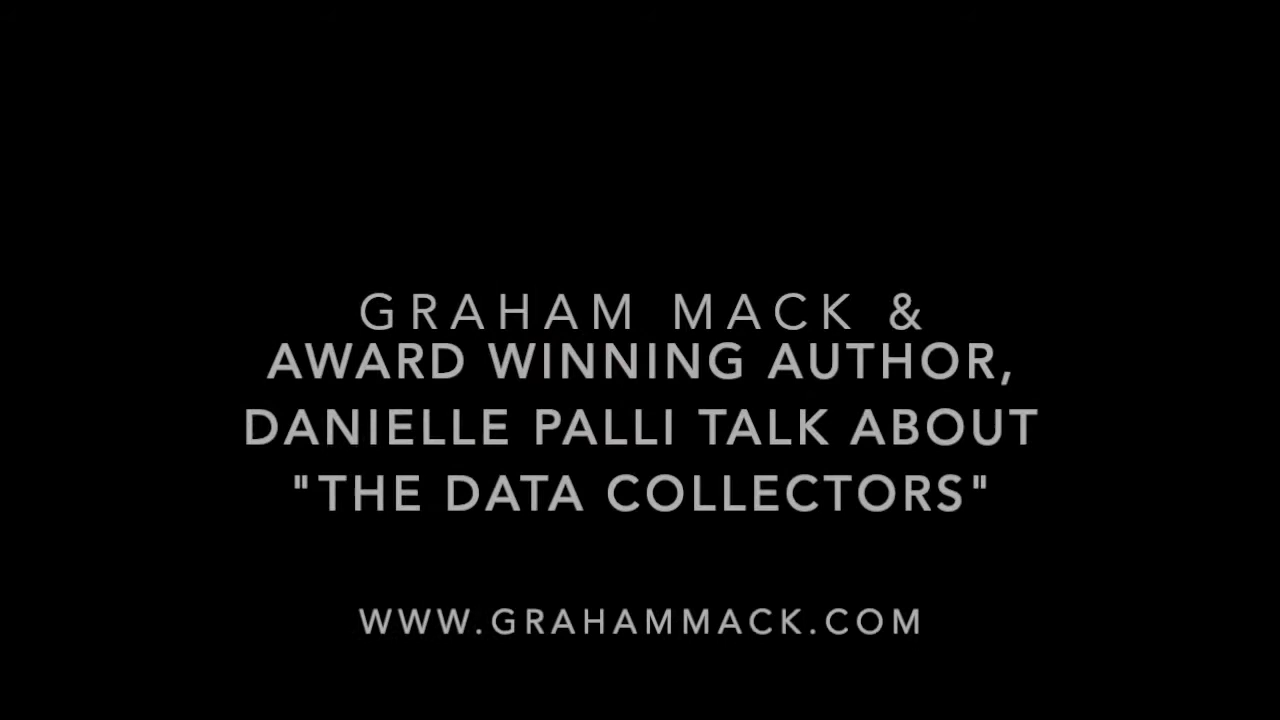 GRAHAM MACK &
AWARD WINNING AUTHOR,
DANIELLE PALLI TALK ABOUT
"THE DATA COLLECTORS"
WWW.GRAHAMMACK.COM